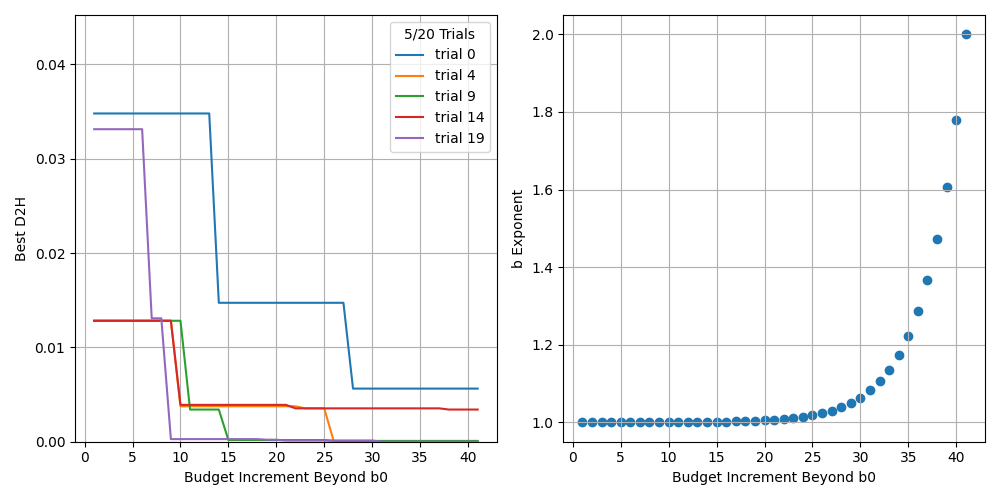 5/20 Trials
trial 0
trial 4
trial 9
trial 14
trial 19
0.04
0.03
0.02
0.01
0.00
Best D2H
0 5 10 15 20 25 30 35 40
Budget Increment Beyond b0
2.0
1.8
1.6
1.4
1.2
1.0
b Exponent
0 5 10 15 20 25 30 35 40
Budget Increment Beyond b0